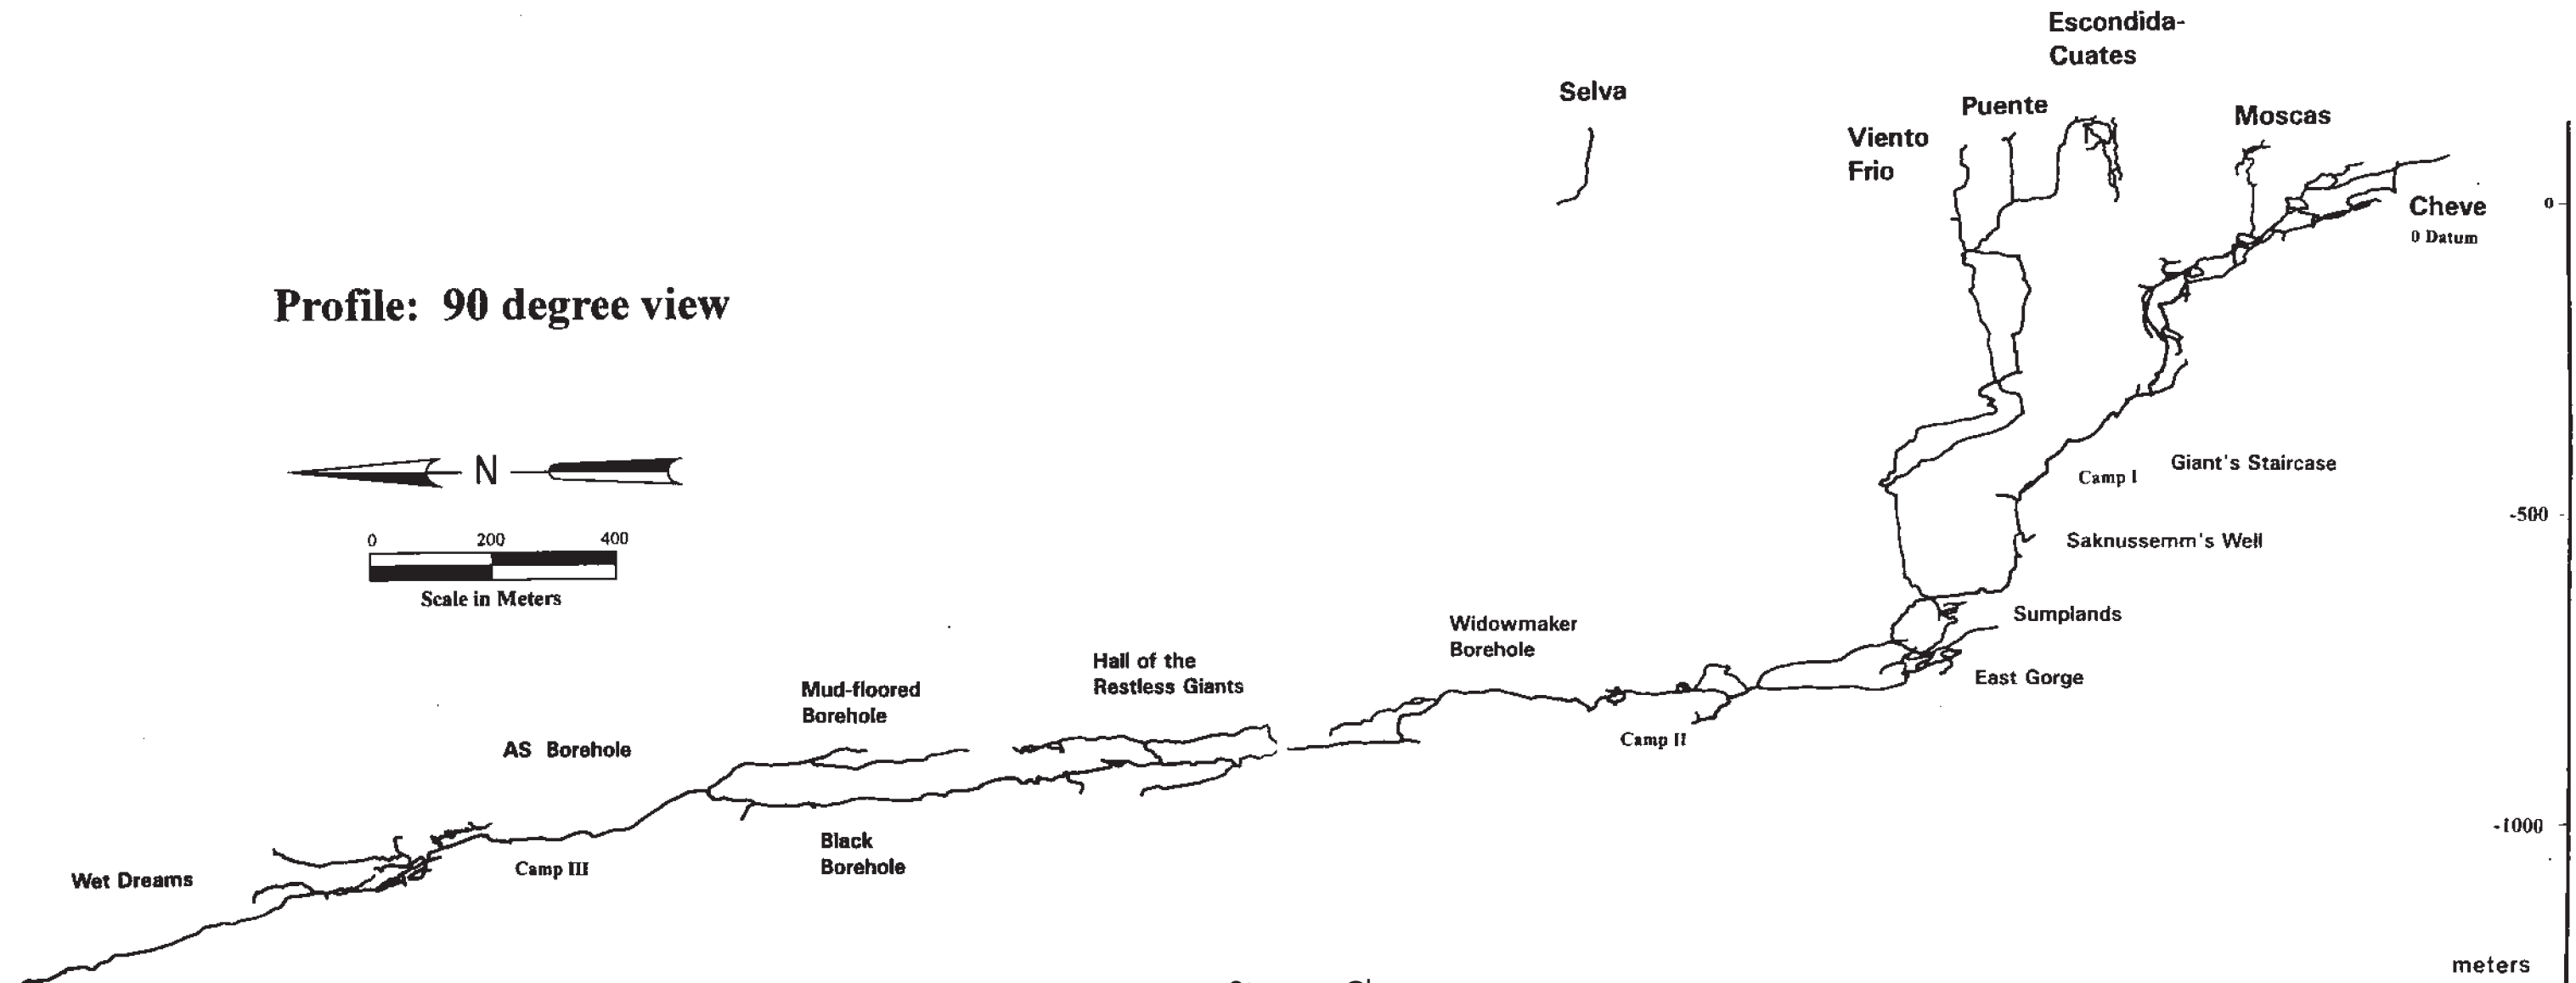 Escondida-
Cuates
Selva
Puente
Moscas
Viento
Frio
Cheve
0
0 Datum
Profile: 90 degree view
N
Giant's Staircase
Camp I
-500
0 200 400
Saknussemm's Well
Scale in Meters
Sumplands
Widowmaker
Borehole
Hall of the
Restless Giants
East Gorge
Mud-floored
Borehole
Camp II
AS Borehole
-1000
Black
Borehole
Camp III
Wet Dreams
meters